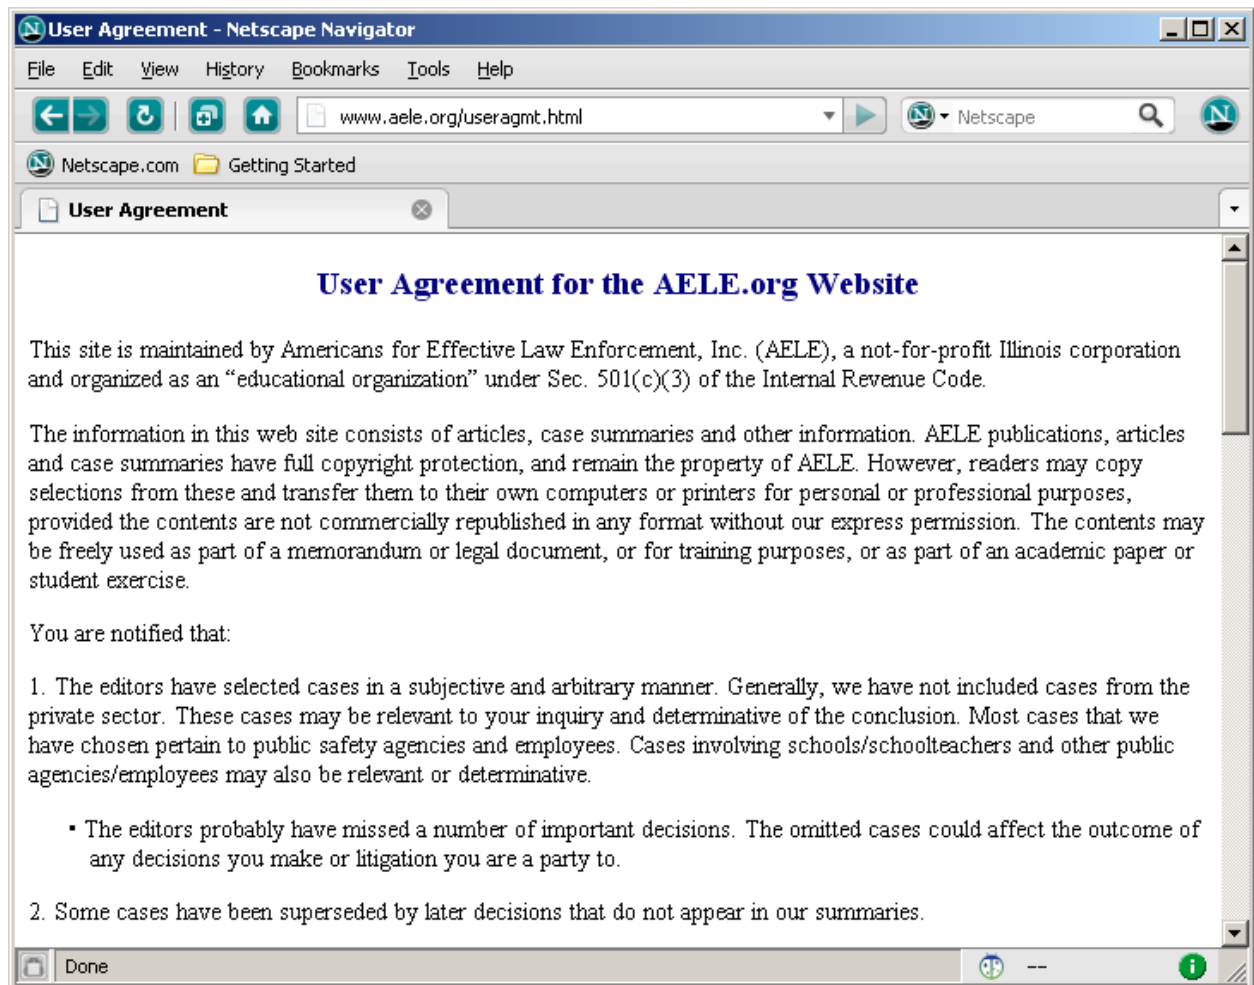 User Agreement - Netscape Navigator
File Edit View History Bookmarks Tools Help
www.aele.org/useragmt.html Netscape
Netscape.com Getting Started
User Agreement
User Agreement for the AELE.org Website
This site is maintained by Americans for Effective Law Enforcement, Inc. (AELE), a not-for-profit Illinois corporation
and organized as an “educational organization” under Sec. 501(c)(3) of the Internal Revenue Code.
The information in this web site consists of articles, case summaries and other information. AELE publications, articles
and case summaries have full copyright protection, and remain the property of AELE. However, readers may copy
selections from these and transfer them to their own computers or printers for personal or professional purposes,
provided the contents are not commercially republished in any format without our express permission. The contents may
be freely used as part of a memorandum or legal document, or for training purposes, or as part of an academic paper or
student exercise.
You are notified that:
1. The editors have selected cases in a subjective and arbitrary manner. Generally, we have not included cases from the
private sector. These cases may be relevant to your inquiry and determinative of the conclusion. Most cases that we
have chosen pertain to public safety agencies and employees. Cases involving schools/schoolteachers and other public
agencies/employees may also be relevant or determinative.
▪ The editors probably have missed a number of important decisions. The omitted cases could affect the outcome of
any decisions you make or litigation you are a party to.
2. Some cases have been superseded by later decisions that do not appear in our summaries.
Done --